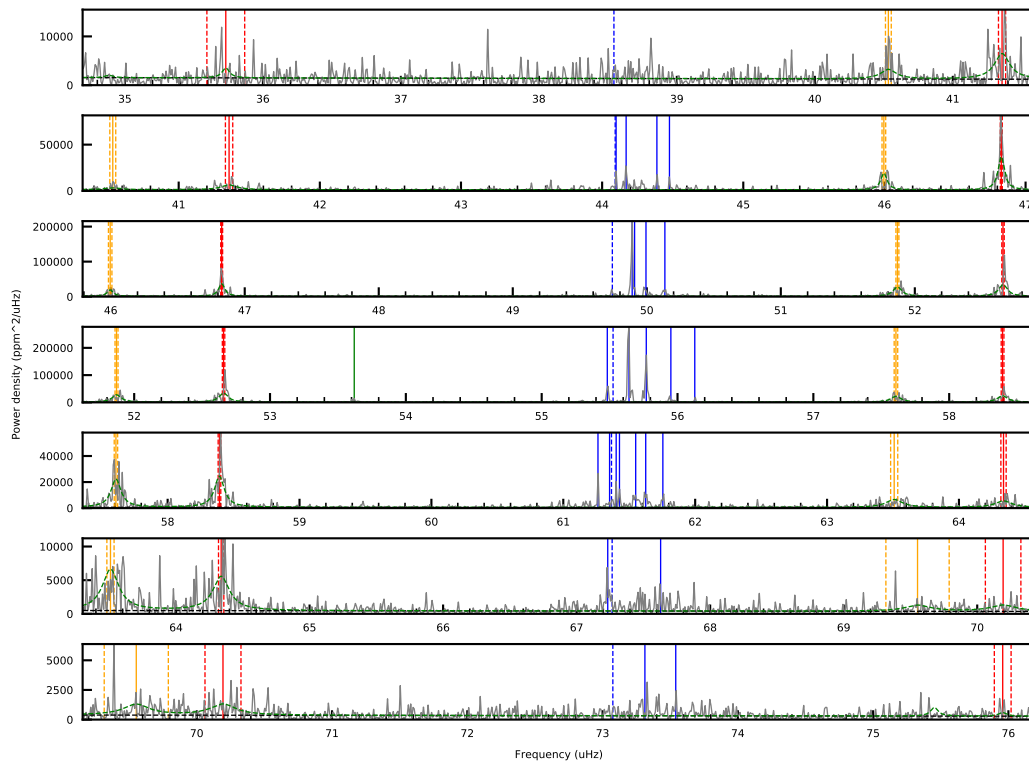 10000
0
35 36 37 38 39 40 41
50000
0
41 42 43 44 45 46 47
200000
100000
0
46 47 48 49 50 51 52
Power density (ppm^2/uHz)
200000
100000
0
52 53 54 55 56 57 58
40000
20000
0
58 59 60 61 62 63 64
10000
5000
0
64 65 66 67 68 69 70
5000
2500
0
70 71 72 73 74 75 76
Frequency (uHz)